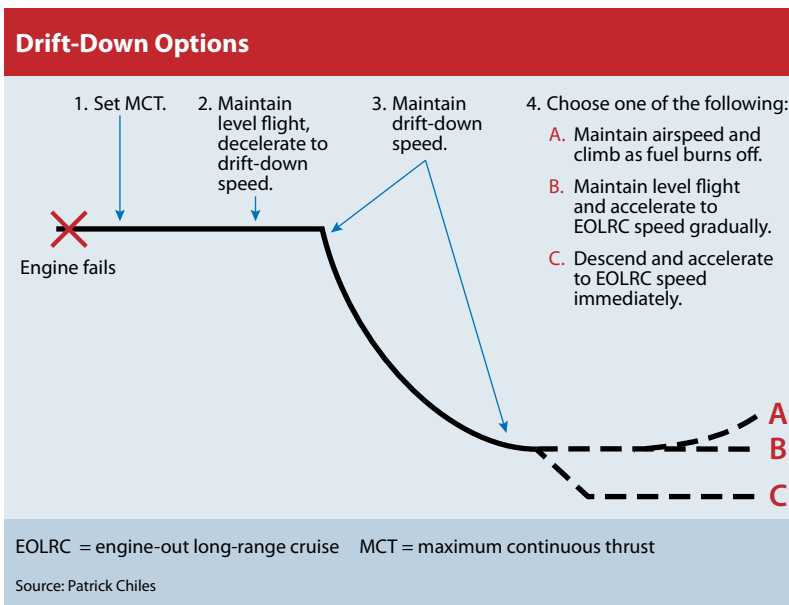 Drift-Down Options
1. Set MCT.
2. Maintain
level flight,
decelerate to
drift-down
speed.
3. Maintain
drift-down
speed.
4. Choose one of the following:
A. Maintain airspeed and
climb as fuel burns off.
B. Maintain level flight
and accelerate to
EOLRC speed gradually.
C. Descend and accelerate
to EOLRC speed
immediately.
Engine fails
A
B
C
EOLRC = engine-out long-range cruise MCT = maximum continuous thrust
Source: Patrick Chiles